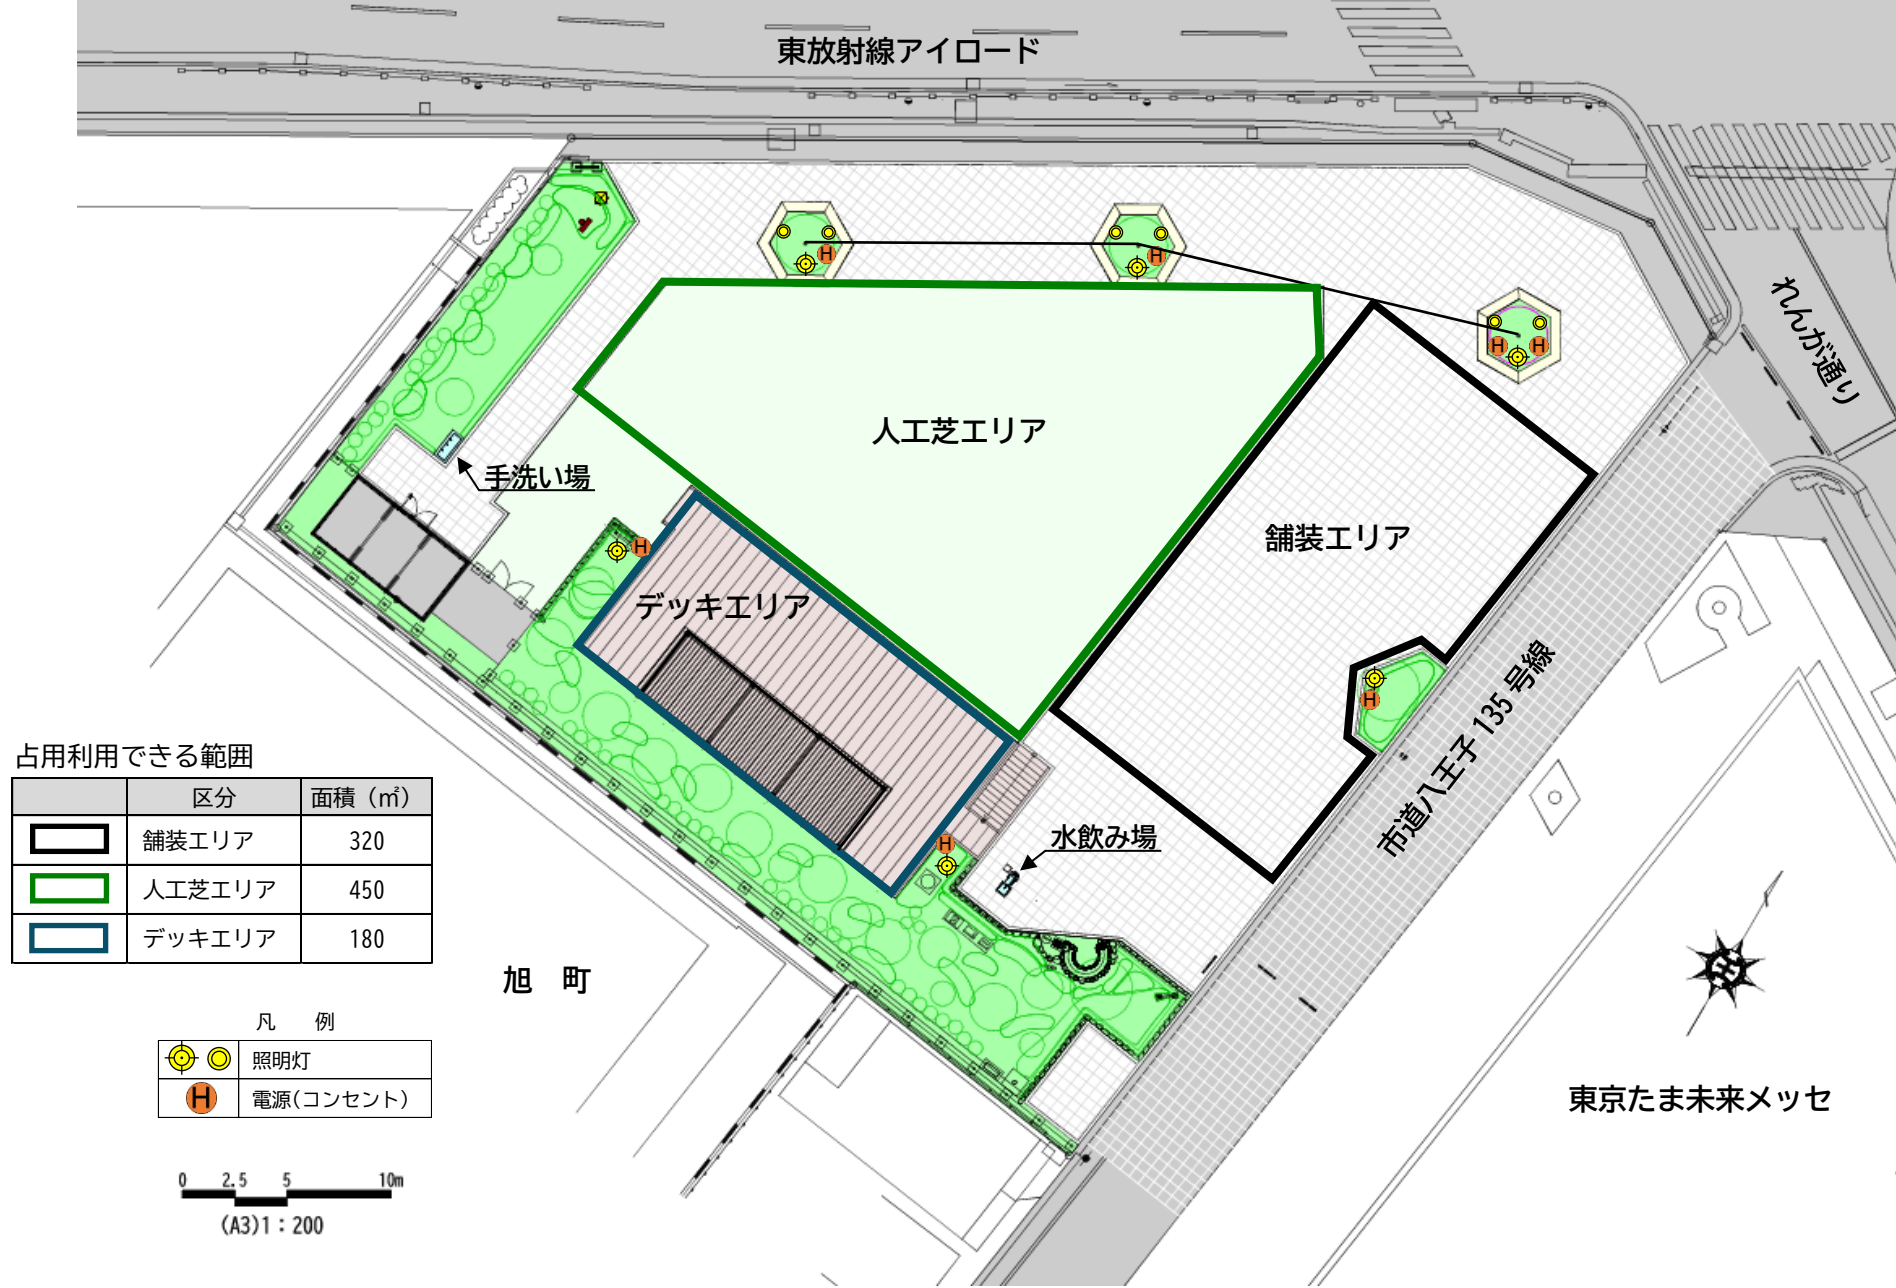 東放射線アイロード
れんが通り
人工芝エリア
手洗い場
舗装エリア
デッキエリア
市道八王子 135 号線
占用利用できる範囲
区分 面積（㎡）
舗装エリア 320
人工芝エリア 450
デッキエリア 180
水飲み場
旭 町
凡 例
照明灯
H 電源(コンセント)
東京たま未来メッセ
0 2.5 5 10m
(A3)1：200
H
H
H
H
H
H
H